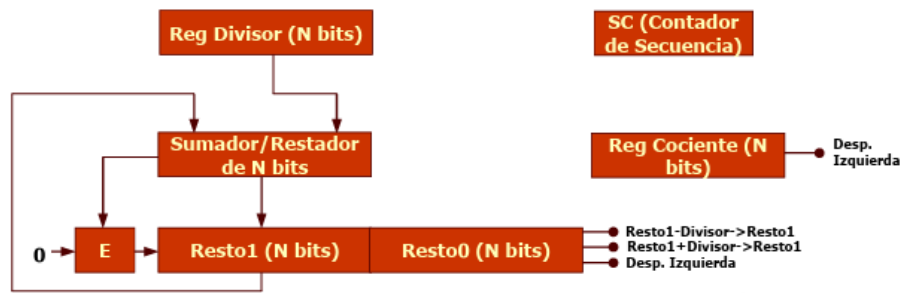 Reg Divisor (N bits)
SC (Contador
de Secuencia)
Sumador/Restador
de N bits
Reg Cociente (N
bits)
Desp.
Izquierda
0
E
Resto1 (N bits)
Resto0 (N bits)
Resto1-Divisor->Resto1
Resto1+Divisor->Resto1
Desp. Izquierda